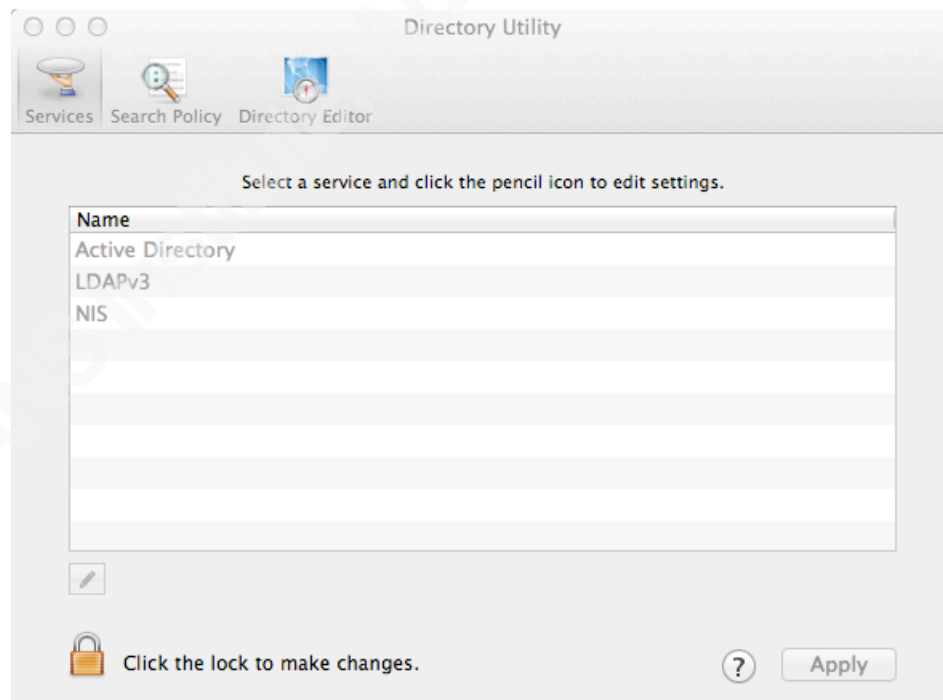 Directory Utility
Services Search Policy Directory Editor
Select a service and click the pencil icon to edit settings.
Name
Active Directory
LDAPv3
NIS
Click the lock to make changes.
? Apply